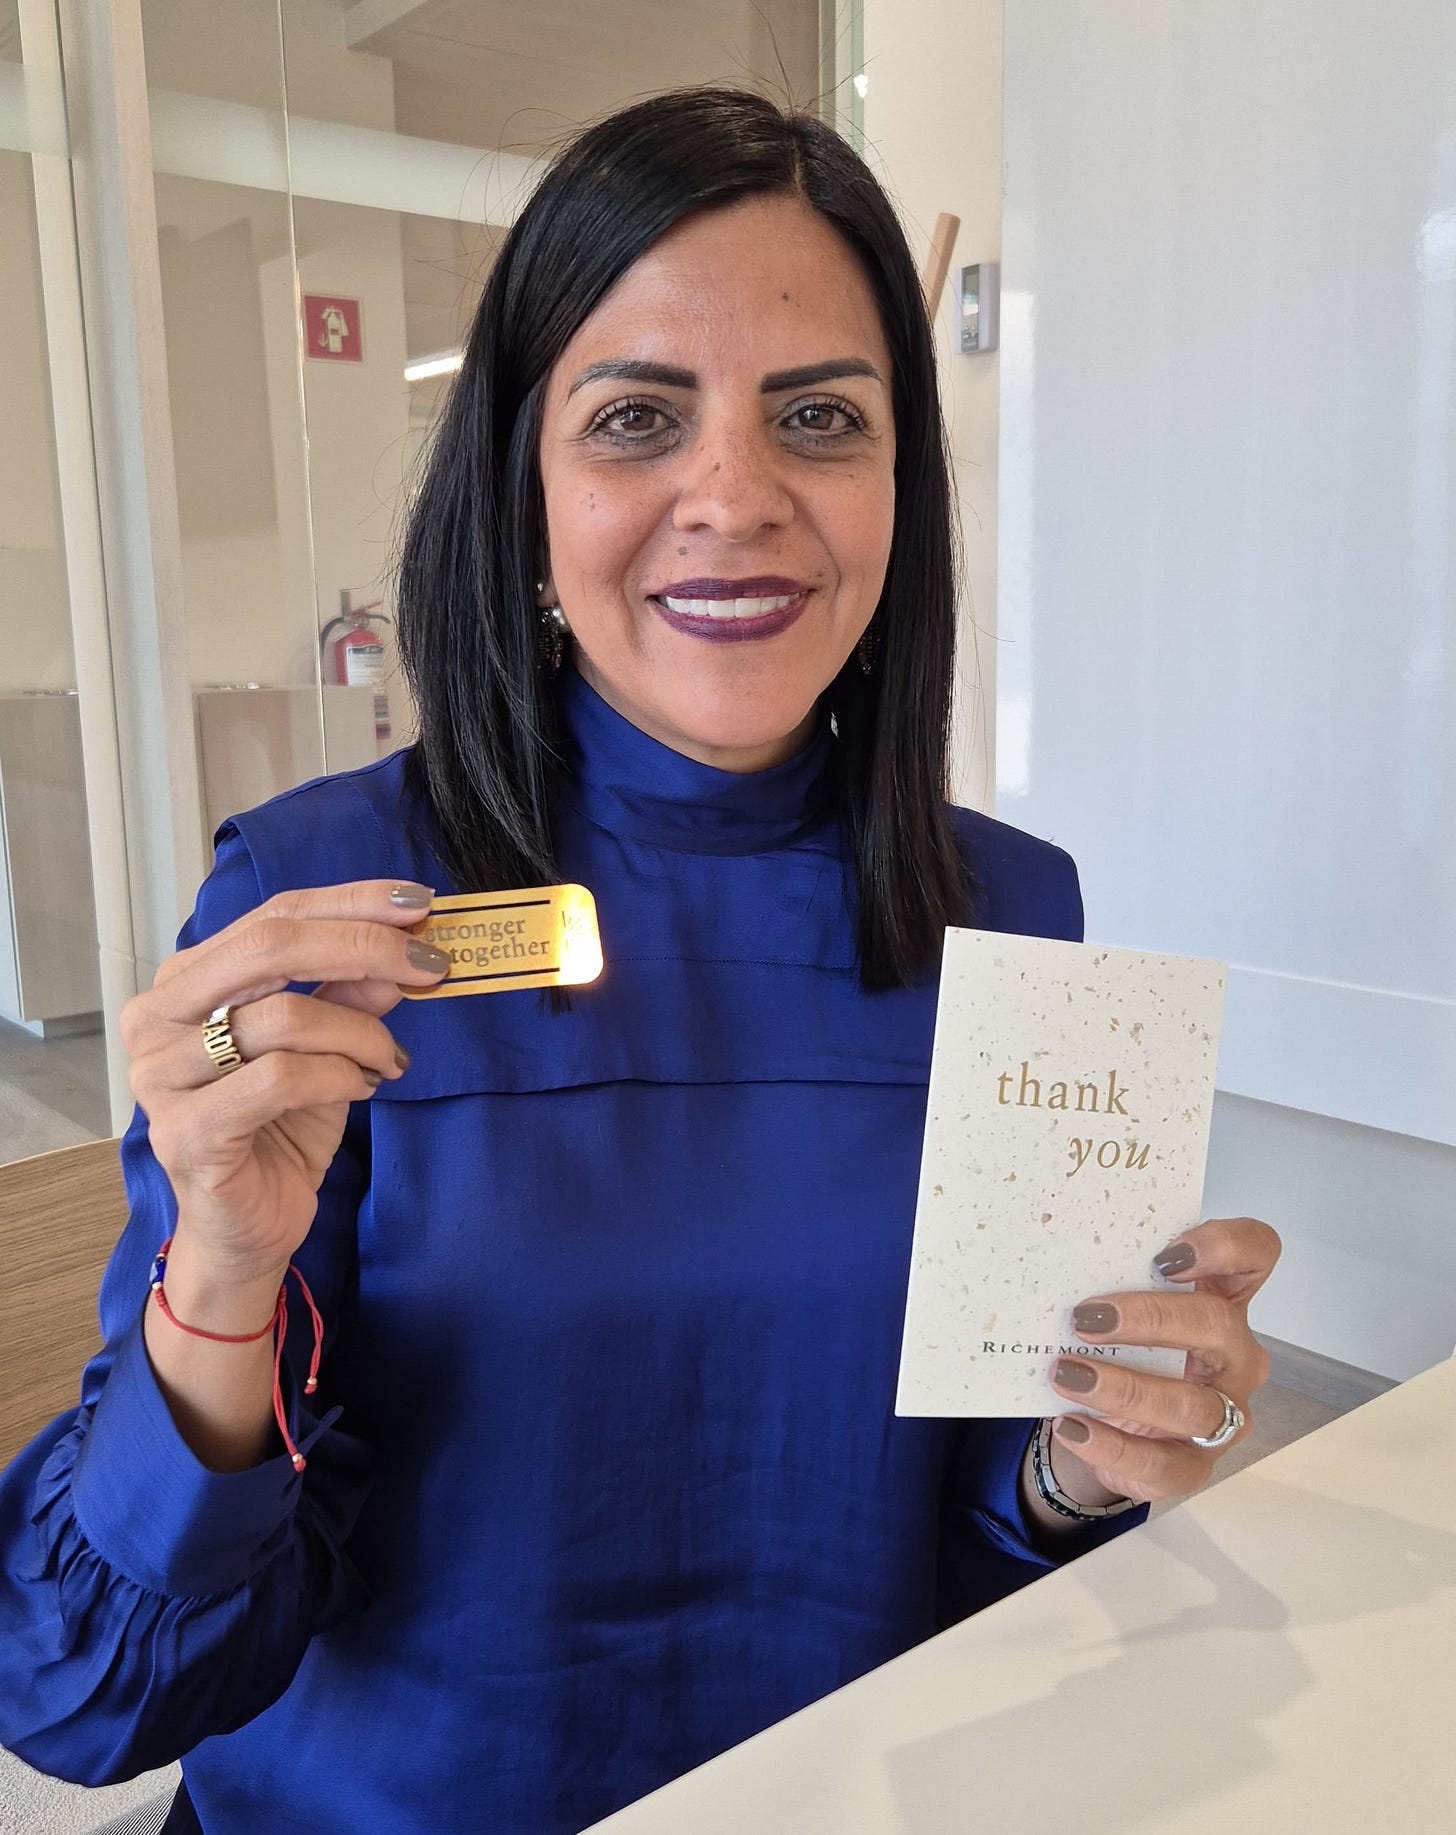 stronger
together
thank
you
RICHEMONT